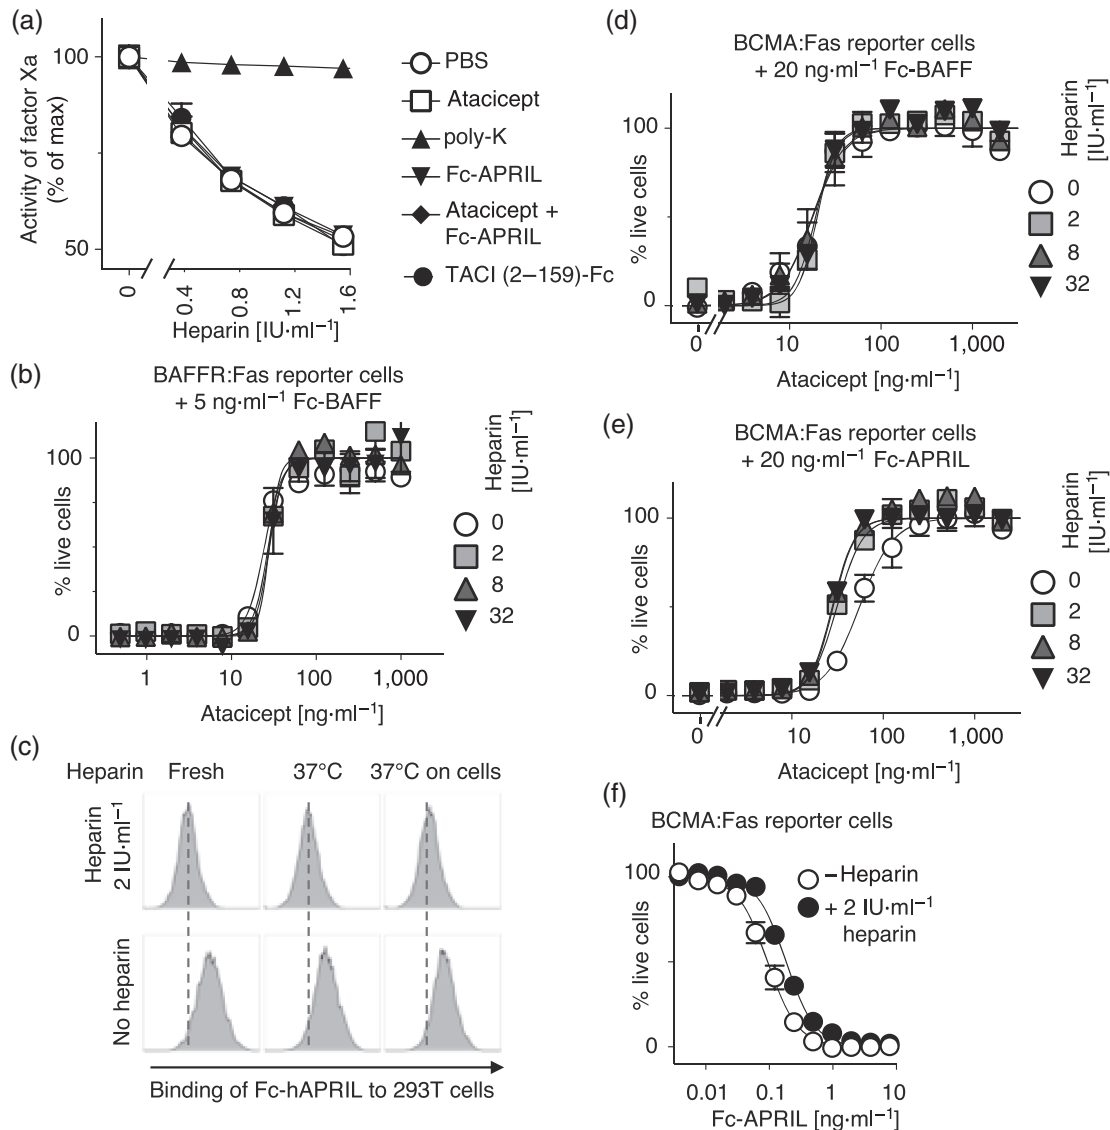 (a)
Activity of factor Xa
(% of max)
100
50
0
0.4
0.8
1.2
1.6
Heparin [IU·ml⁻¹]
PBS
Atacicept
poly-K
Fc-APRIL
Atacicept +
Fc-APRIL
TACI (2–159)-Fc
(b)
BAFFR:Fas reporter cells
+ 5 ng·ml⁻¹ Fc-BAFF
% live cells
100
0
1
10
100
1,000
Atacicept [ng·ml⁻¹]
Heparin
[IU·ml⁻¹]
0
2
8
32
(c)
Heparin
Fresh
37°C
37°C on cells
Heparin
2 IU·ml⁻¹
No heparin
Binding of Fc-hAPRIL to 293T cells
(d)
BCMA:Fas reporter cells
+ 20 ng·ml⁻¹ Fc-BAFF
% live cells
100
0
0
10
100
1,000
Atacicept [ng·ml⁻¹]
Heparin
[IU·ml⁻¹]
0
2
8
32
(e)
BCMA:Fas reporter cells
+ 20 ng·ml⁻¹ Fc-APRIL
% live cells
100
0
0
10
100
1,000
Atacicept [ng·ml⁻¹]
Heparin
[IU·ml⁻¹]
0
2
8
32
(f)
BCMA:Fas reporter cells
% live cells
100
0
0.01
0.1
1
10
Fc-APRIL [ng·ml⁻¹]
–Heparin
+ 2 IU·ml⁻¹
heparin